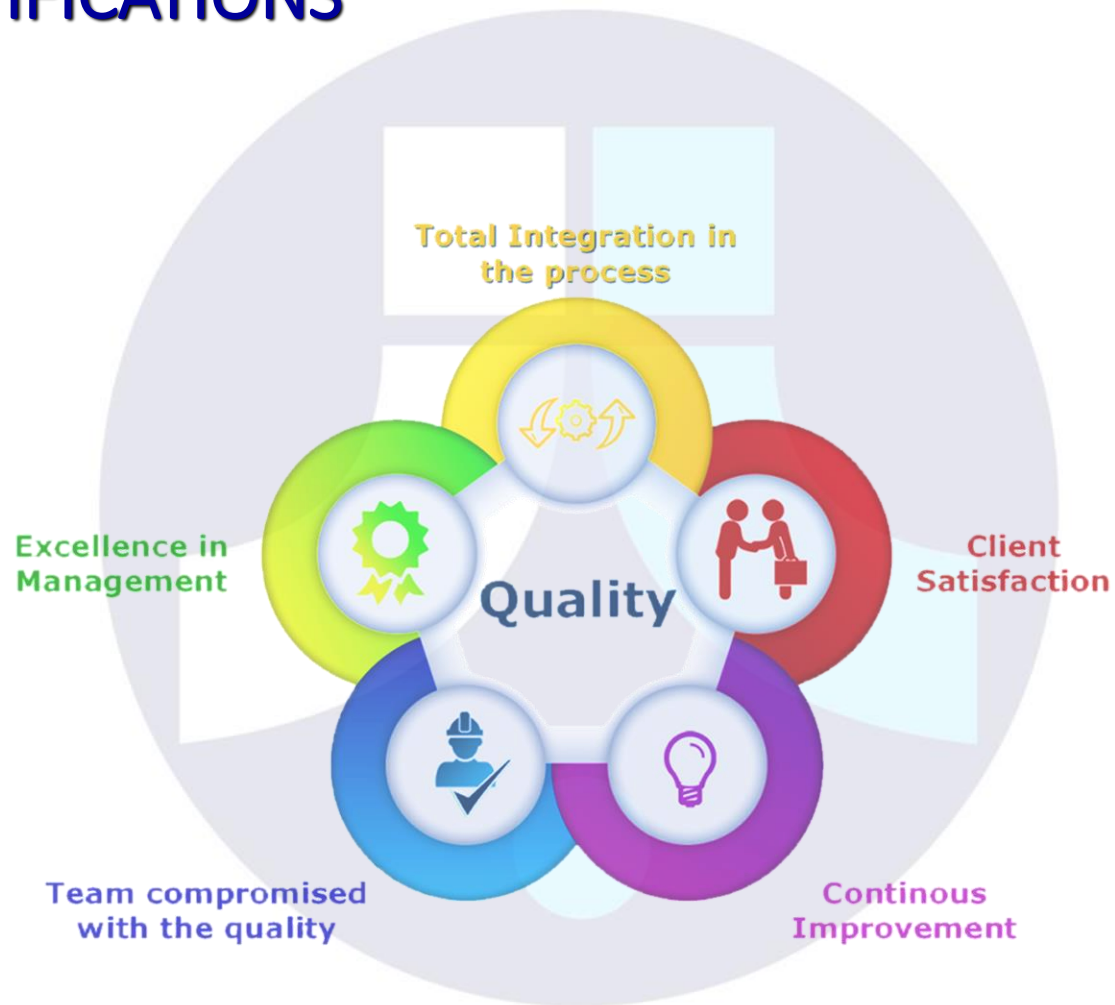 IFICATIONS
Total Integration in
the process
Excellence in
Management
Client
Satisfaction
Quality
Team compromised
with the quality
Continous
Improvement